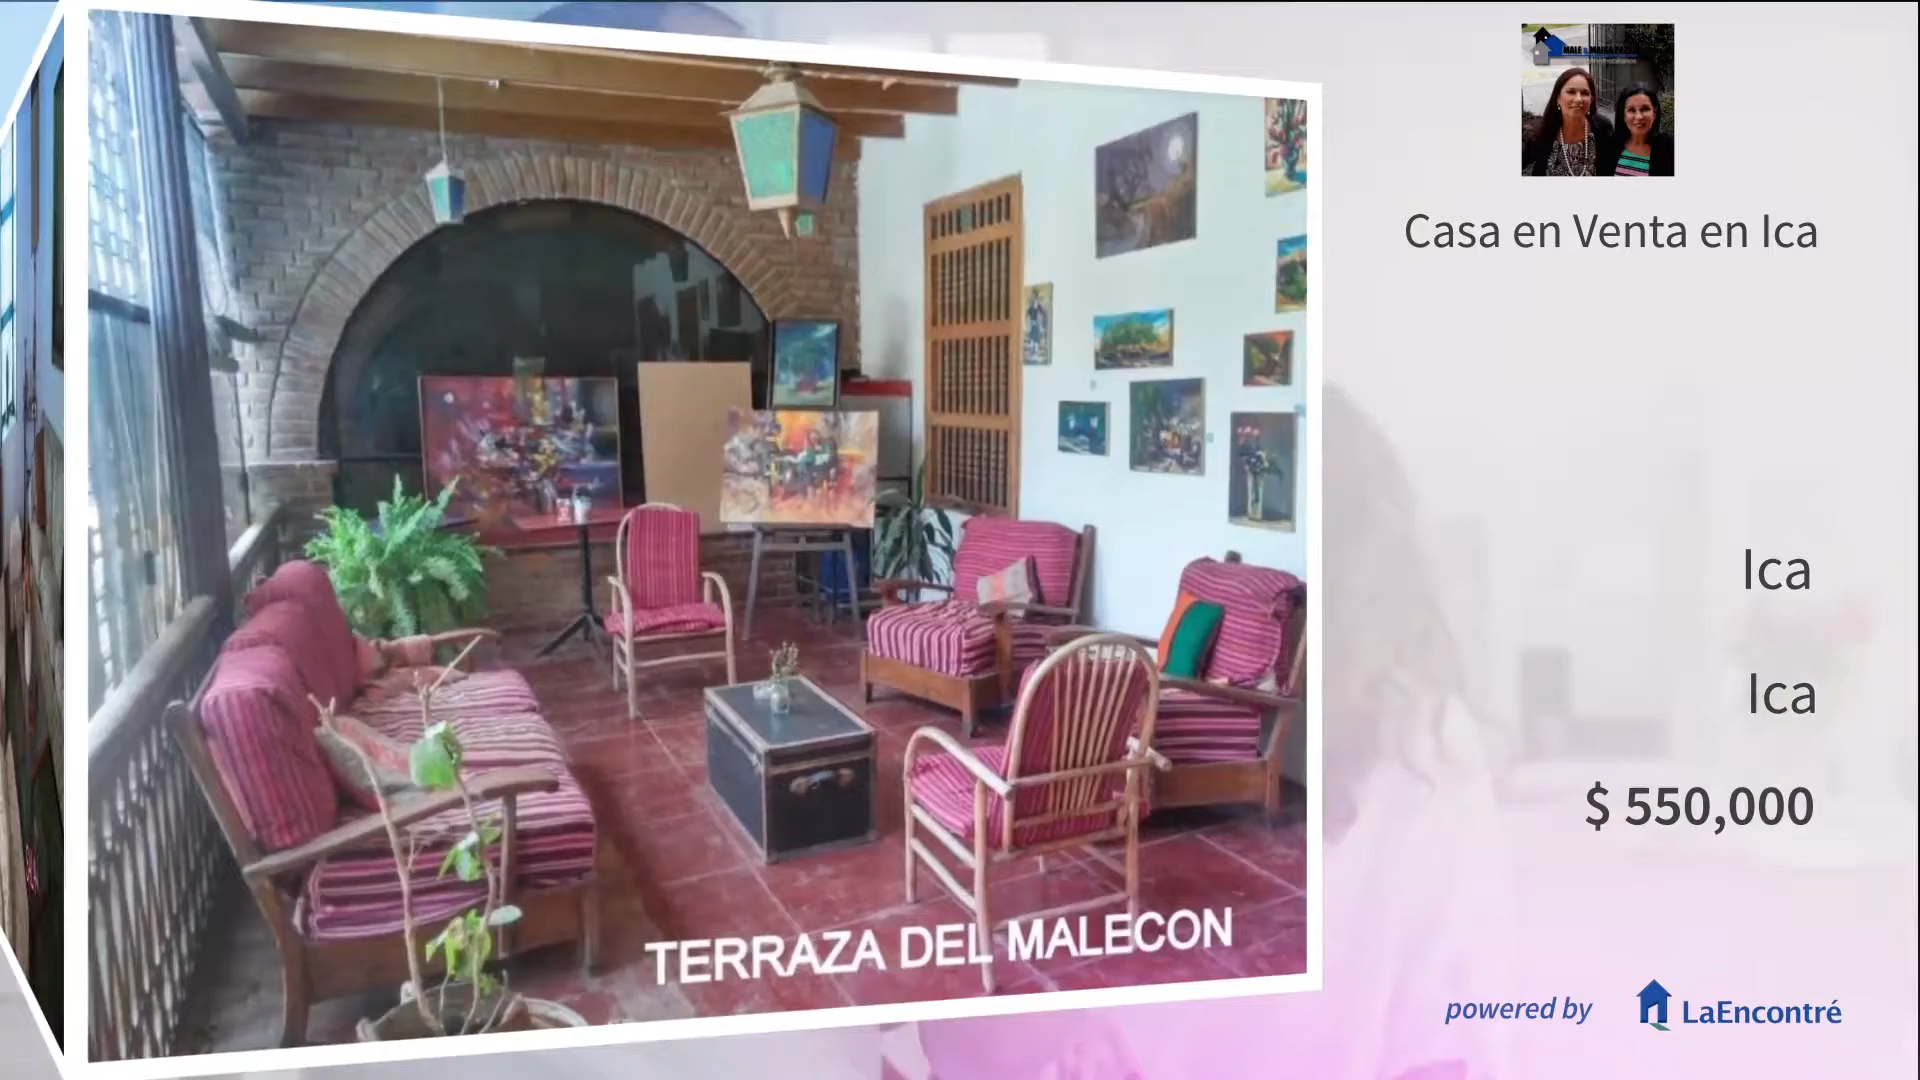 Casa en Venta en Ica
Ica
Ica
$ 550,000
TERRAZA DEL MALECON
powered by LaEncontré